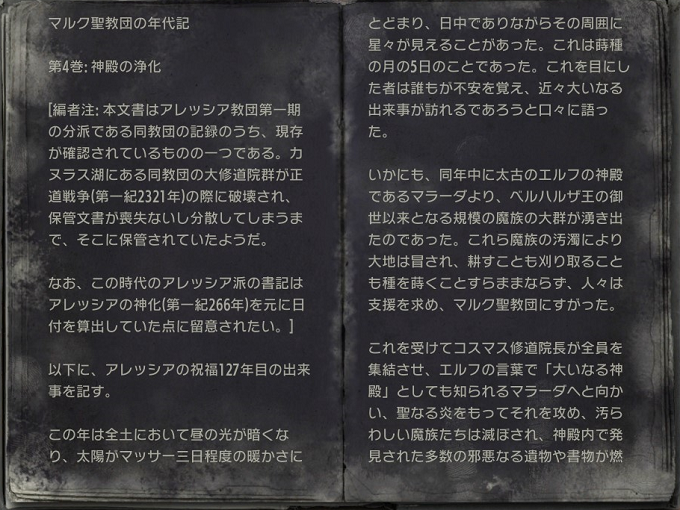 マルク聖教団の年代記
第4巻: 神殿の浄化
[編者注: 本文書はアレッシア教団第一期
の分派である同教団の記録のうち、現存
が確認されているものの一つである。カ
ヌラス湖にある同教団の大修道院群が正
道戦争(第一紀2321年)の際に破壊され、
保管文書が喪失ないし分散してしまうま
で、そこに保管されていたようだ。
なお、この時代のアレッシア派の書記は
アレッシアの神化(第一紀266年)を元に日
付を算出していた点に留意されたい。]
以下に、アレッシアの祝福127年目の出来
事を記す。
この年は全土において昼の光が暗くな
り、太陽がマッサー三日程度の暖かさに
とどまり、日中でありながらその周囲に
星々が見えることがあった。これは蒔種
の月の5日のことであった。これを目にし
た者は誰もが不安を覚え、近々大いなる
出来事が訪れるであろうと口々に語っ
た。
いかにも、同年中に太古のエルフの神殿
であるマラーダより、ベルハルザ王の御
世以来となる規模の魔族の大群が湧き出
たのであった。これら魔族の汚濁により
大地は冒され、耕すことも刈り取ること
も種を蒔くことすらままならず、人々は
支援を求め、マルク聖教団にすがった。
これを受けてコスマス修道院長が全員を
集結させ、エルフの言葉で「大いなる神
殿」としても知られるマラーダへと向か
い、聖なる炎をもってそれを攻め、汚ら
わしい魔族たちは滅ぼされ、神殿内で発
見された多数の邪悪なる遺物や書物が燃